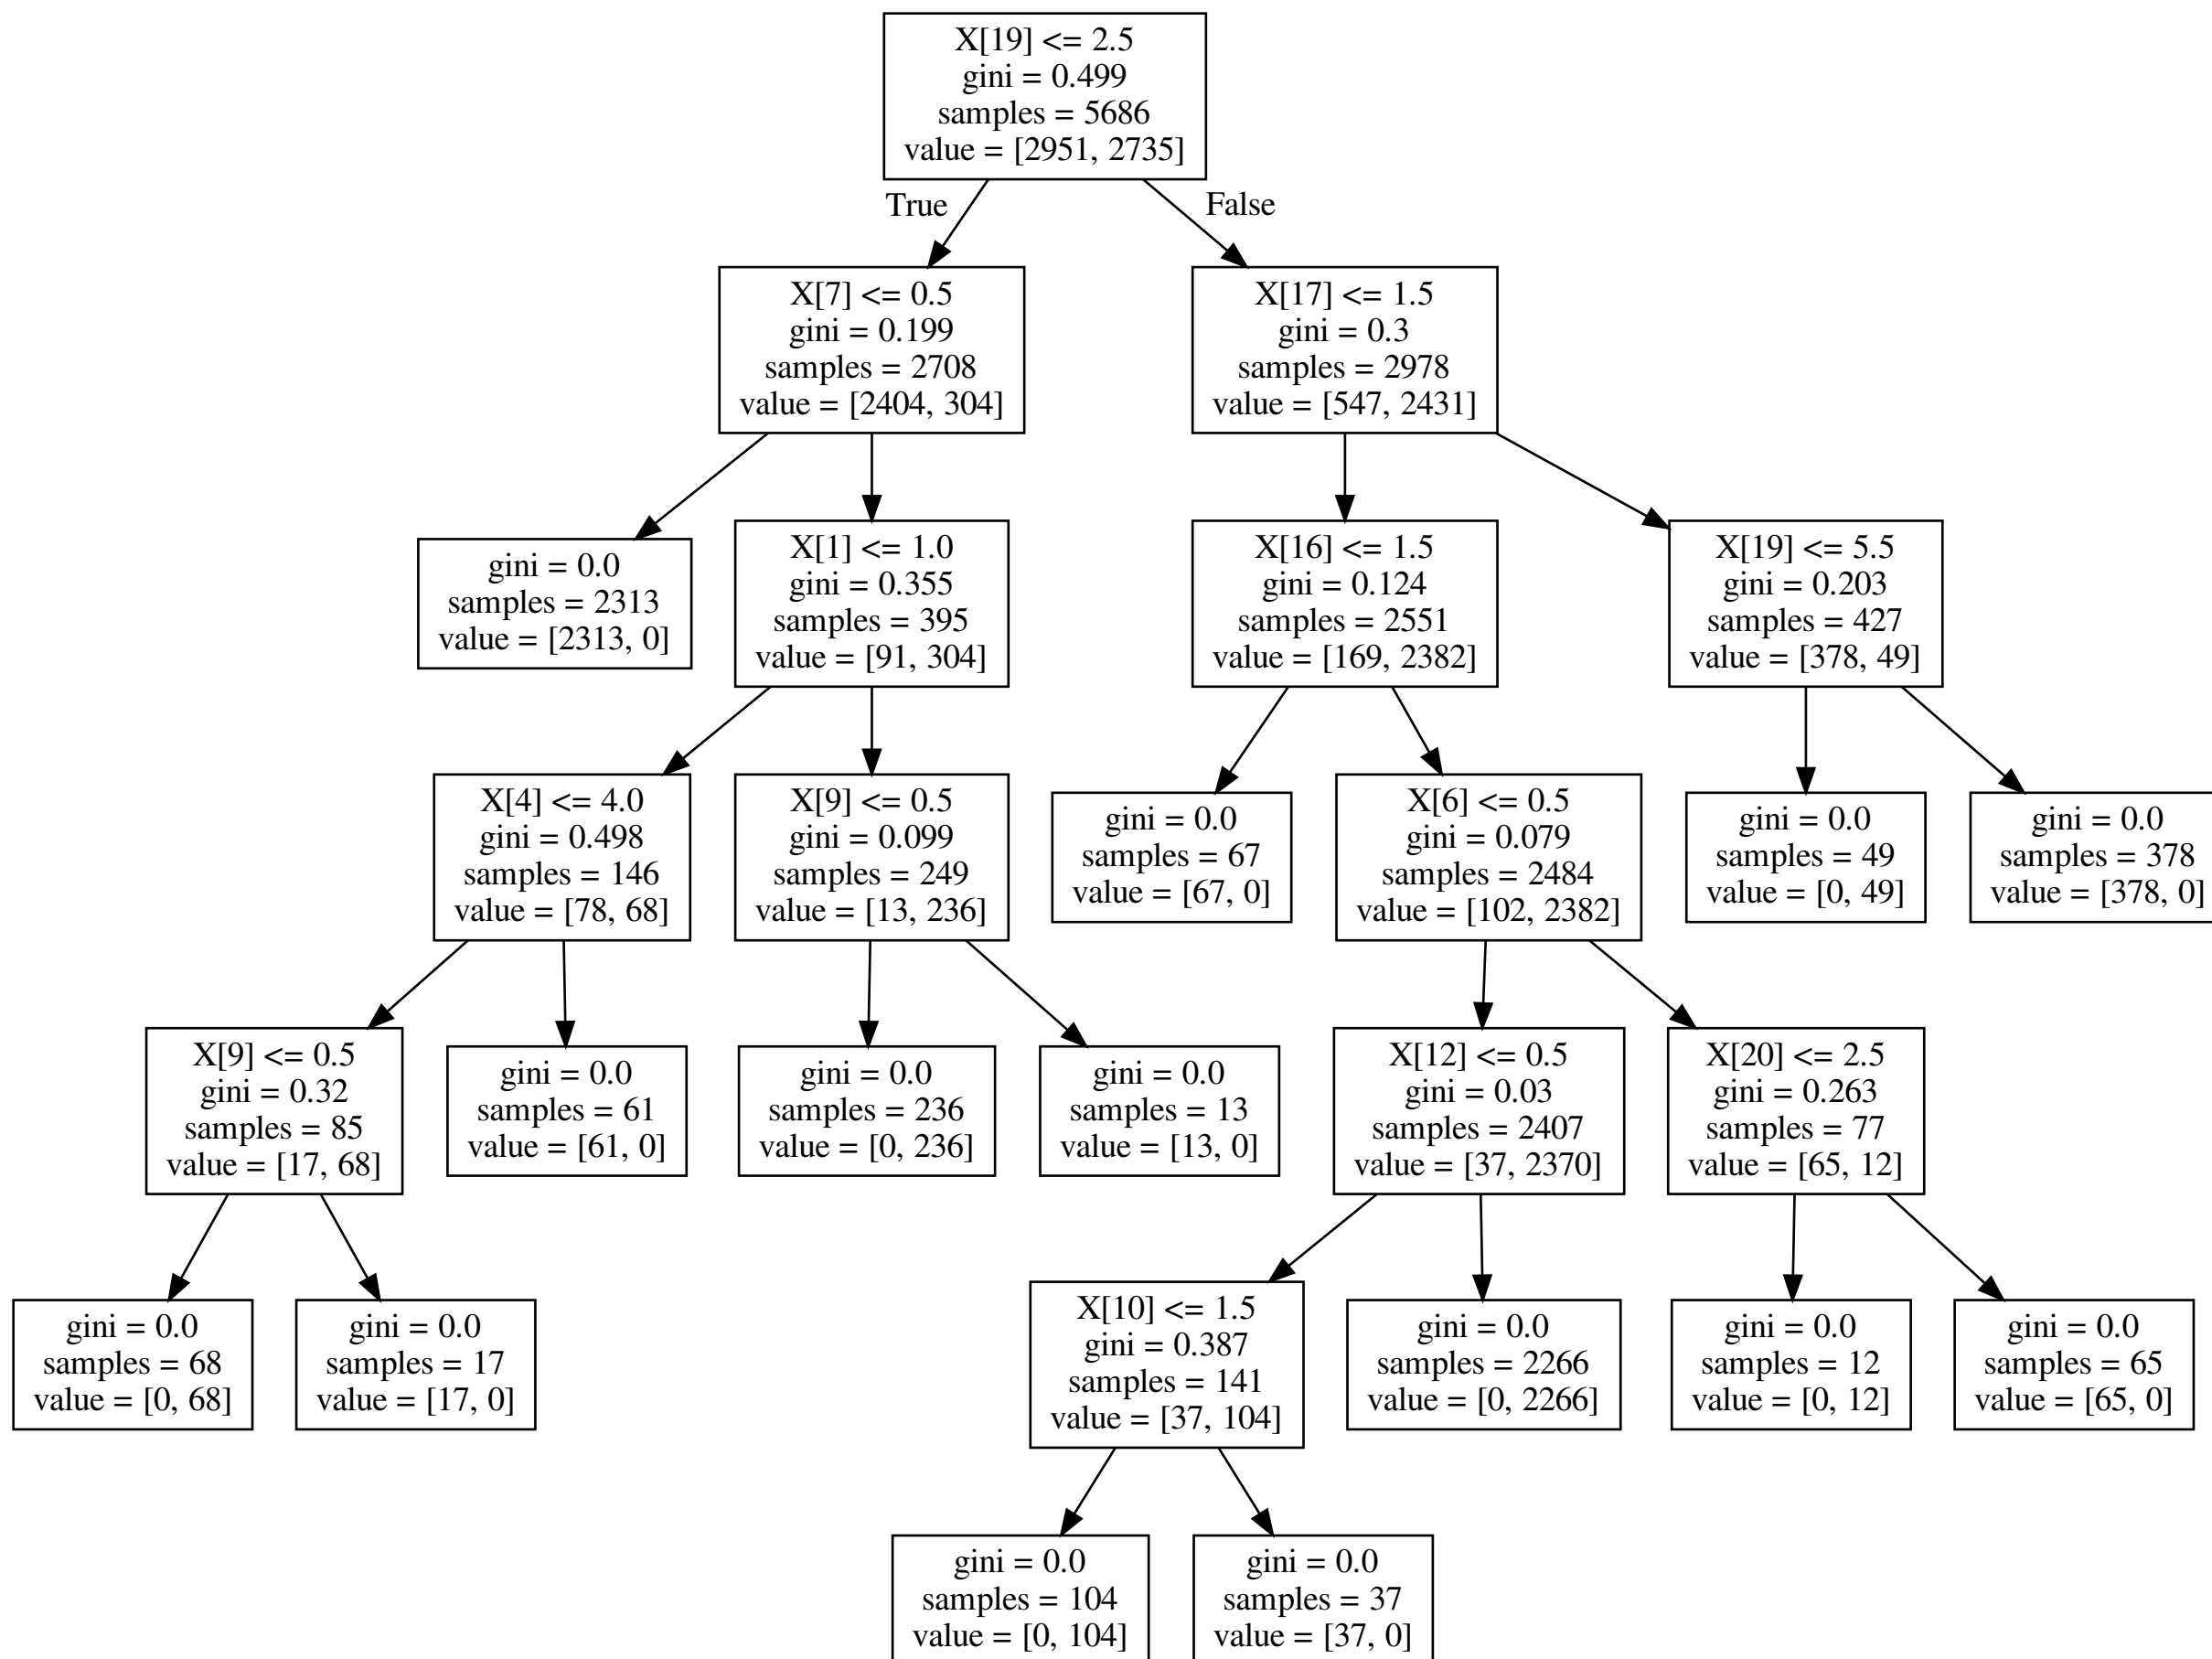 X[19] <= 2.5
gini = 0.499
samples = 5686
value = [2951, 2735]
True
False
X[7] <= 0.5
gini = 0.199
samples = 2708
value = [2404, 304]
X[17] <= 1.5
gini = 0.3
samples = 2978
value = [547, 2431]
gini = 0.0
samples = 2313
value = [2313, 0]
X[1] <= 1.0
gini = 0.355
samples = 395
value = [91, 304]
X[16] <= 1.5
gini = 0.124
samples = 2551
value = [169, 2382]
X[19] <= 5.5
gini = 0.203
samples = 427
value = [378, 49]
X[4] <= 4.0
gini = 0.498
samples = 146
value = [78, 68]
X[9] <= 0.5
gini = 0.099
samples = 249
value = [13, 236]
gini = 0.0
samples = 67
value = [67, 0]
X[6] <= 0.5
gini = 0.079
samples = 2484
value = [102, 2382]
gini = 0.0
samples = 49
value = [0, 49]
gini = 0.0
samples = 378
value = [378, 0]
X[9] <= 0.5
gini = 0.32
samples = 85
value = [17, 68]
gini = 0.0
samples = 61
value = [61, 0]
gini = 0.0
samples = 236
value = [0, 236]
gini = 0.0
samples = 13
value = [13, 0]
X[12] <= 0.5
gini = 0.03
samples = 2407
value = [37, 2370]
X[20] <= 2.5
gini = 0.263
samples = 77
value = [65, 12]
gini = 0.0
samples = 68
value = [0, 68]
gini = 0.0
samples = 17
value = [17, 0]
X[10] <= 1.5
gini = 0.387
samples = 141
value = [37, 104]
gini = 0.0
samples = 2266
value = [0, 2266]
gini = 0.0
samples = 12
value = [0, 12]
gini = 0.0
samples = 65
value = [65, 0]
gini = 0.0
samples = 104
value = [0, 104]
gini = 0.0
samples = 37
value = [37, 0]